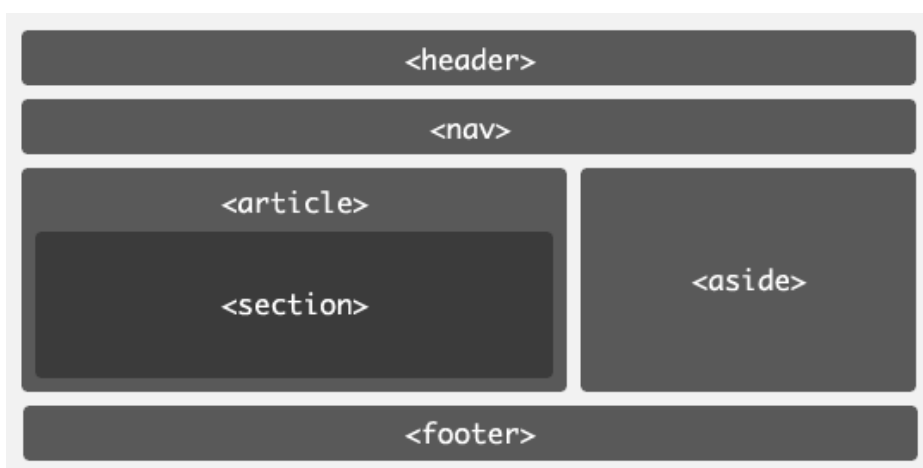 <header>
<nav>
<article>
<section>
<aside>
<footer>